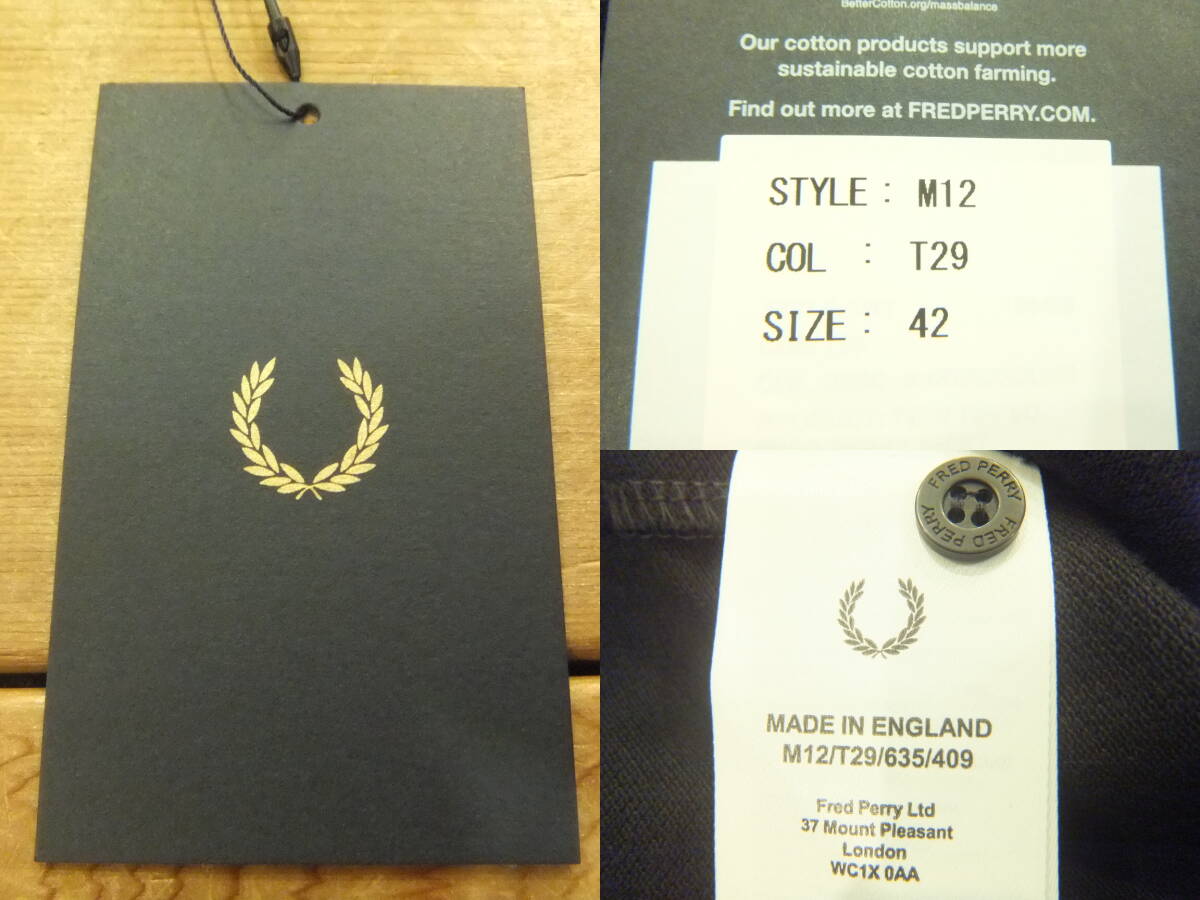 BetterCotton.org/massbalance
Our cotton products support more
sustainable cotton farming.
Find out more at FREDPERRY.COM.
STYLE: M12
COL : T29
SIZE: 42
FRED PERRY FRED PERRY
MADE IN ENGLAND
M12/T29/635/409
Fred Perry Ltd
37 Mount Pleasant
London
WC1X 0AA